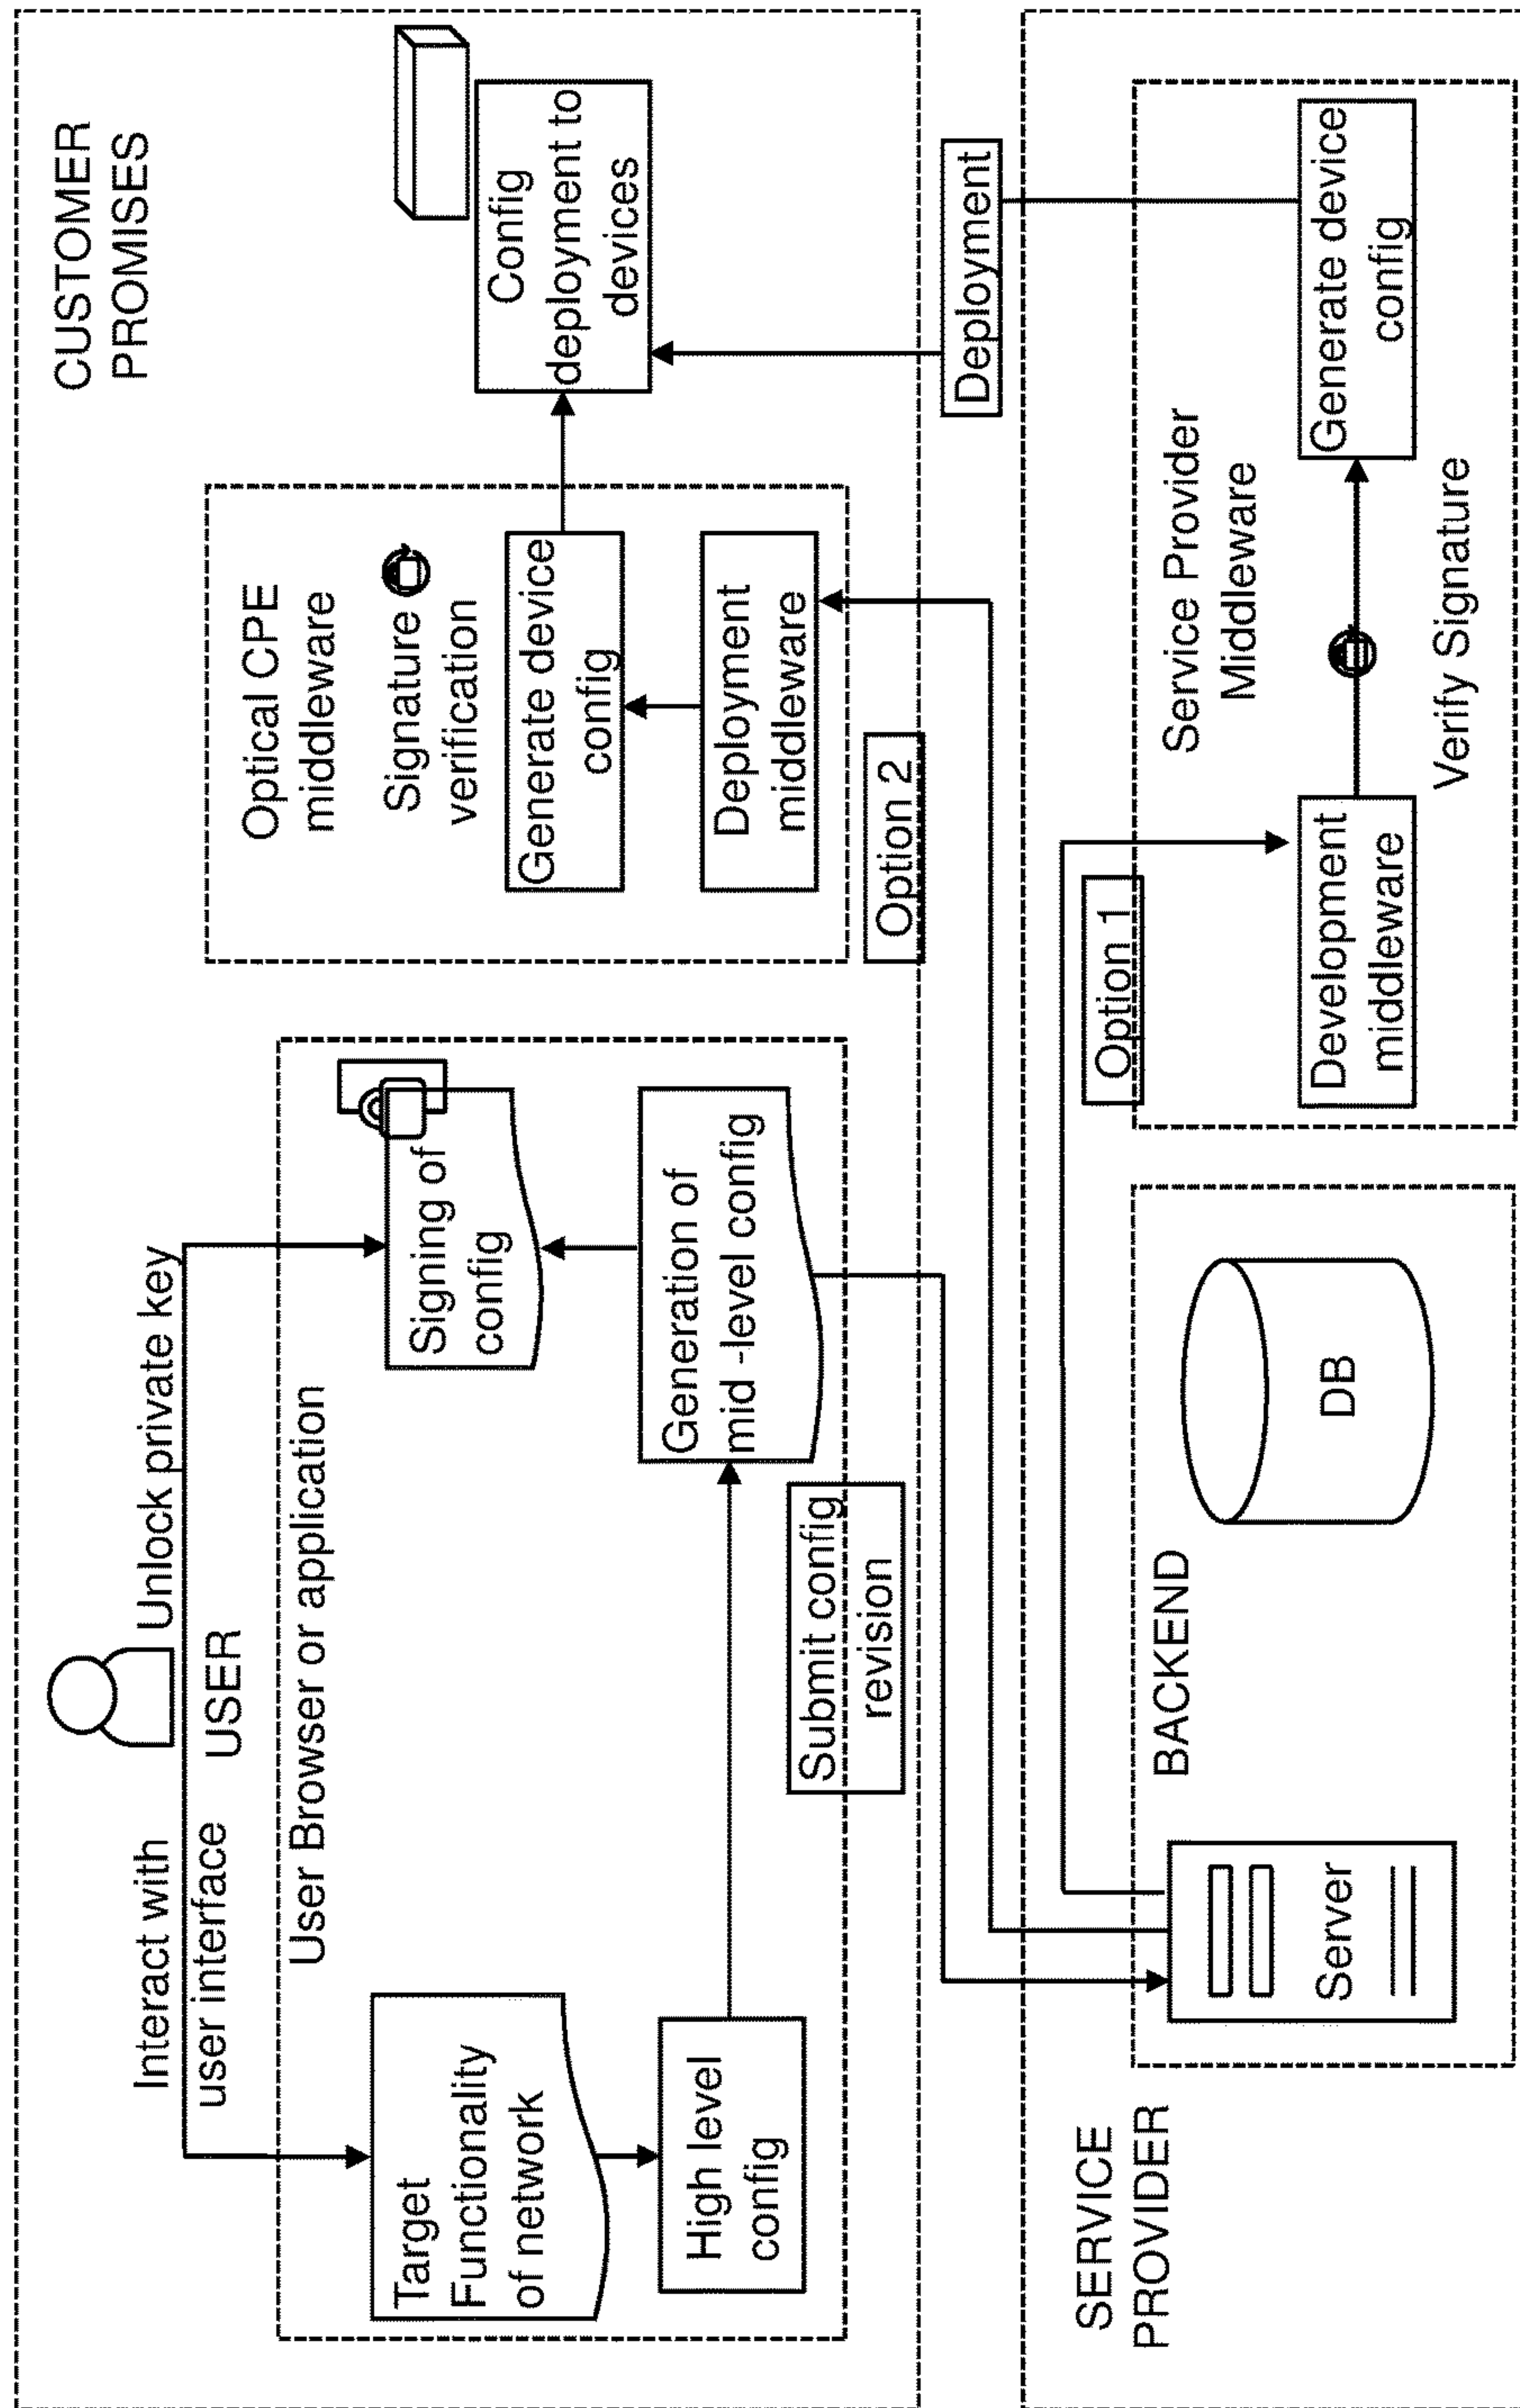 CUSTOMER
PROMISES
Interact with
user interface
USER
Unlock private key
User Browser or application
Target
Functionality
of network
High level
config
Signing of
config
Generation of
mid -level config
Submit config
revision
Optical CPE
middleware
Signature
verification
Generate device
config
Deployment
middleware
Option 2
Config
deployment to
devices
Deployment
SERVICE
PROVIDER
BACKEND
Server
DB
Option 1
Service Provider
Middleware
Development
middleware
Verify Signature
Generate device
config